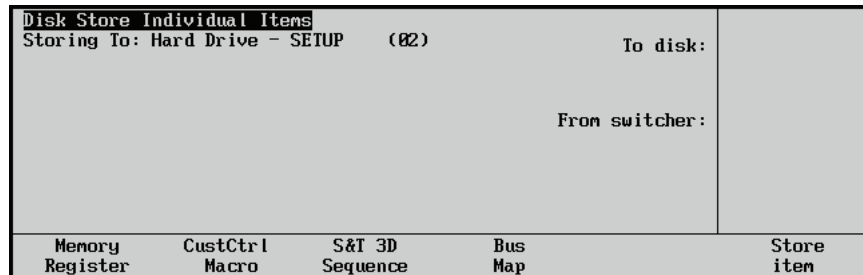 Disk Store Individual Items
Storing To: Hard Drive - SETUP (02)
To disk:
From switcher:
Memory CustCtrl S&T 3D Bus Store
Register Macro Sequence Map item